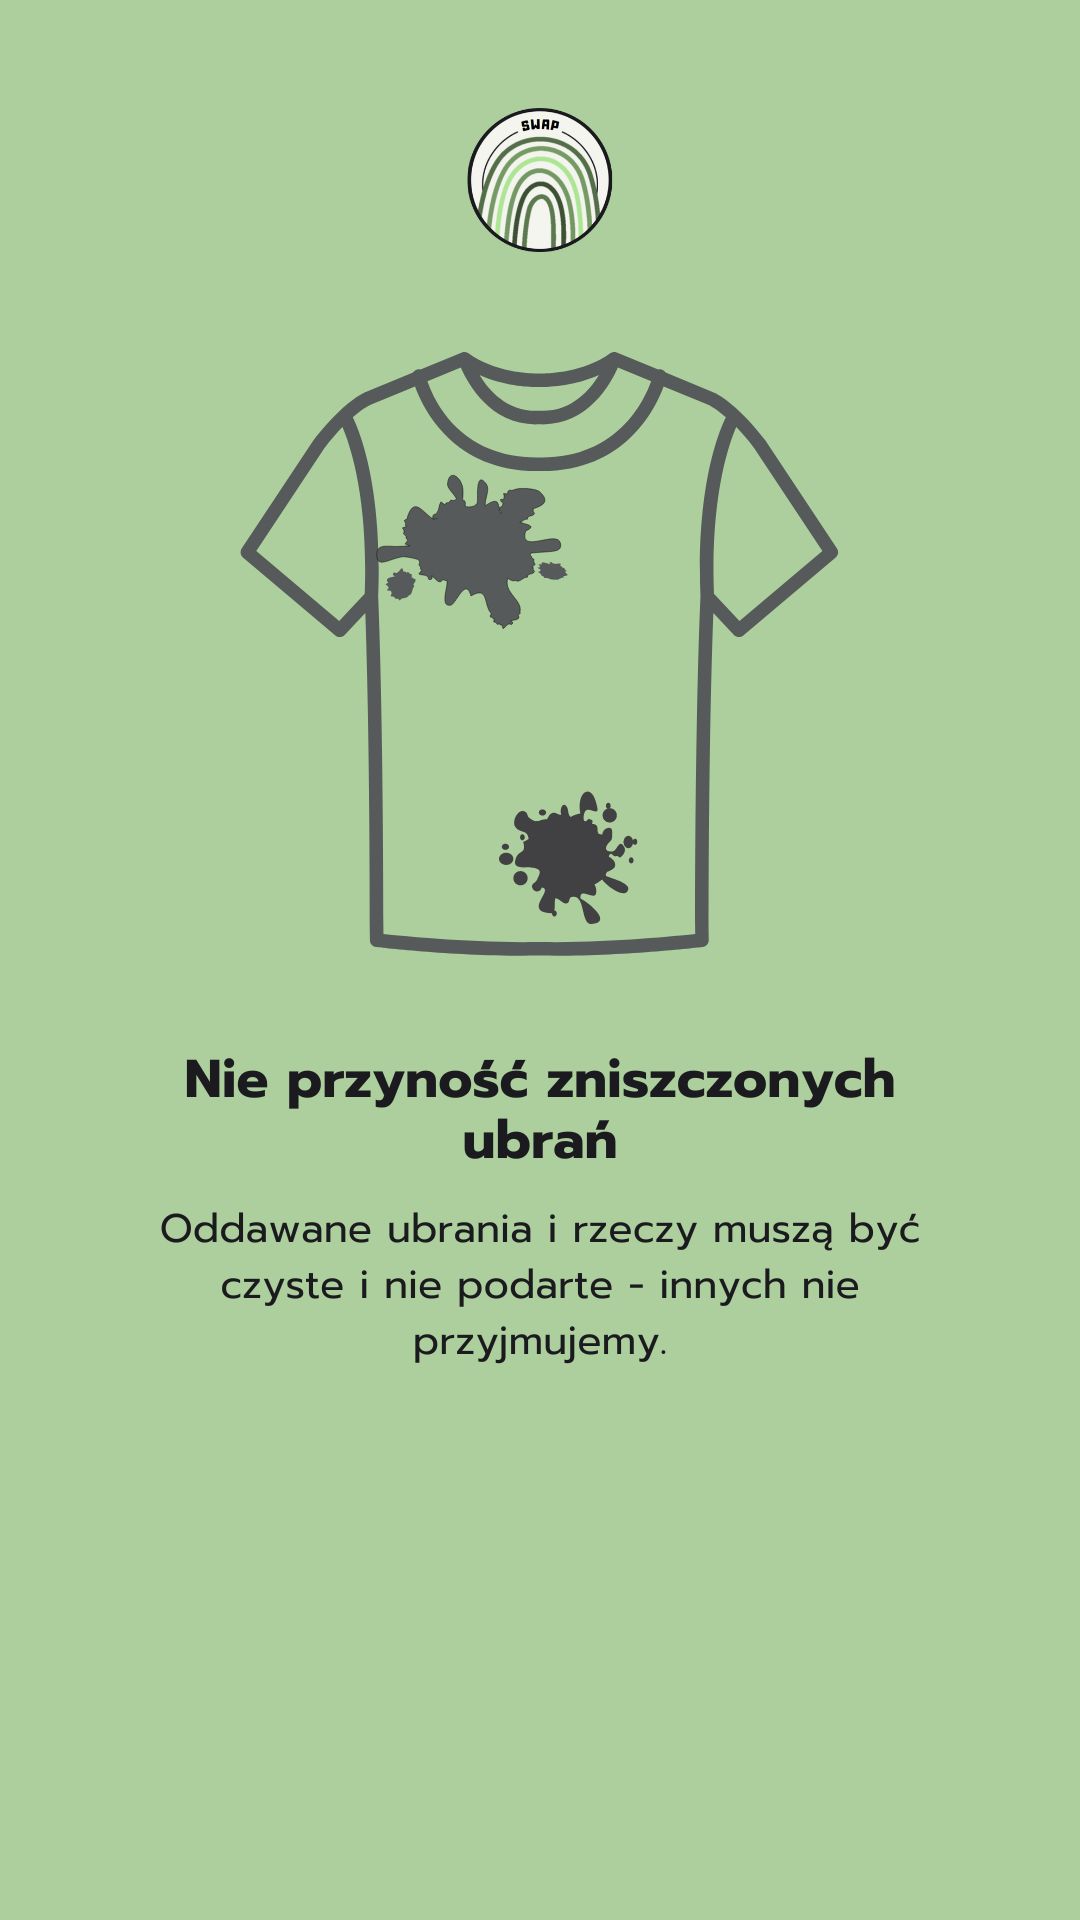 SWAP
Nie przyność zniszczonych
ubrań
Oddawane ubrania i rzeczy muszą być
czyste i nie podarte - innych nie
przyjmujemy.